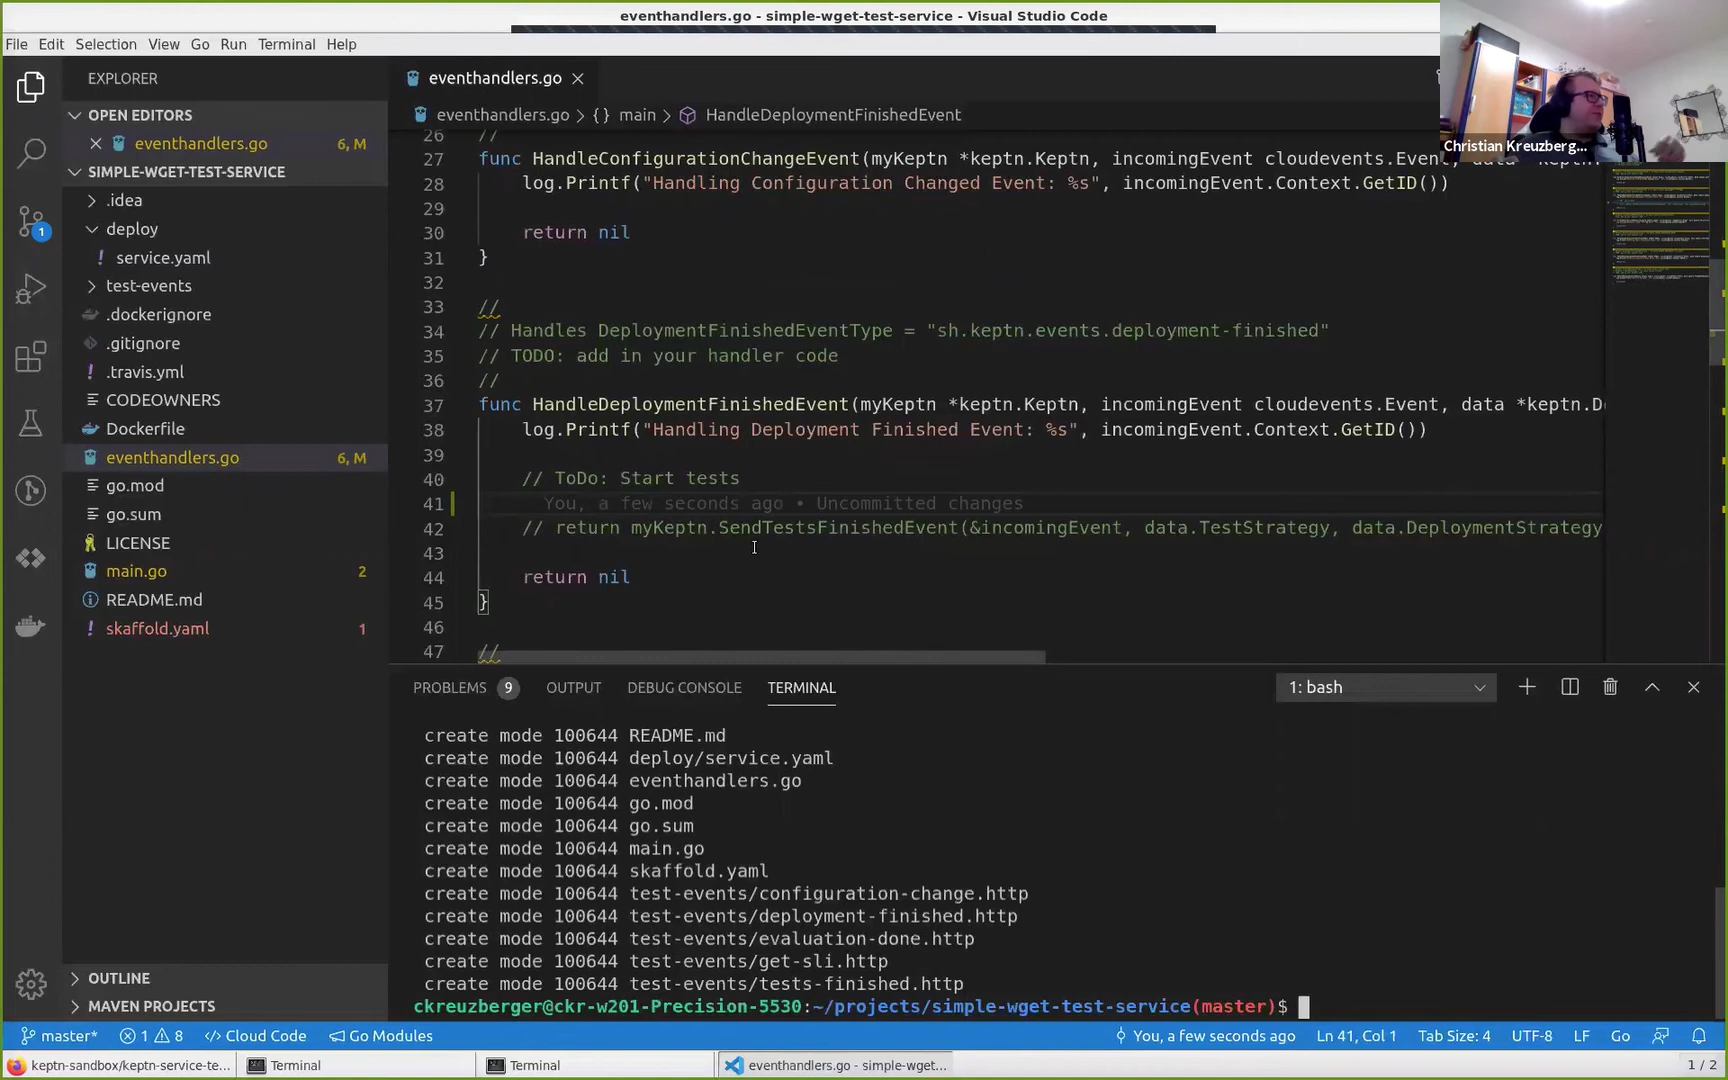 eventhandlers.go - simple-wget-test-service - Visual Studio Code
File Edit Selection View Go Run Terminal Help
Christian Kreuzberg...
EXPLORER
OPEN EDITORS
eventhandlers.go 6, M
SIMPLE-WGET-TEST-SERVICE
.idea
deploy
! service.yaml
test-events
.dockerignore
.gitignore
! .travis.yml
CODEOWNERS
Dockerfile
eventhandlers.go 6, M
go.mod
go.sum
LICENSE
main.go 2
README.md
! skaffold.yaml 1
OUTLINE
MAVEN PROJECTS
1
eventhandlers.go
eventhandlers.go > {} main > HandleDeploymentFinishedEvent
26 //
27 func HandleConfigurationChangeEvent(myKeptn *keptn.Keptn, incomingEvent cloudevents.Event,
28 log.Printf("Handling Configuration Changed Event: %s", incomingEvent.Context.GetID())
29
30 return nil
31 }
32
33 //
34 // Handles DeploymentFinishedEventType = "sh.keptn.events.deployment-finished"
35 // TODO: add in your handler code
36 //
37 func HandleDeploymentFinishedEvent(myKeptn *keptn.Keptn, incomingEvent cloudevents.Event, data *keptn.D
38 log.Printf("Handling Deployment Finished Event: %s", incomingEvent.Context.GetID())
39
40 // ToDo: Start tests
41 You, a few seconds ago • Uncommitted changes
42 // return myKeptn.SendTestsFinishedEvent(&incomingEvent, data.TestStrategy, data.DeploymentStrategy
43
44 return nil
45 }
46
47 //
PROBLEMS 9 OUTPUT DEBUG CONSOLE TERMINAL 1: bash
create mode 100644 README.md
create mode 100644 deploy/service.yaml
create mode 100644 eventhandlers.go
create mode 100644 go.mod
create mode 100644 go.sum
create mode 100644 main.go
create mode 100644 skaffold.yaml
create mode 100644 test-events/configuration-change.http
create mode 100644 test-events/deployment-finished.http
create mode 100644 test-events/evaluation-done.http
create mode 100644 test-events/get-sli.http
create mode 100644 test-events/tests-finished.http
ckreuzberger@ckr-w201-Precision-5530:~/projects/simple-wget-test-service(master)$
master* 1 8 Cloud Code Go Modules You, a few seconds ago Ln 41, Col 1 Tab Size: 4 UTF-8 LF Go
keptn-sandbox/keptn-service-te... Terminal Terminal eventhandlers.go - simple-wget... 1 / 2